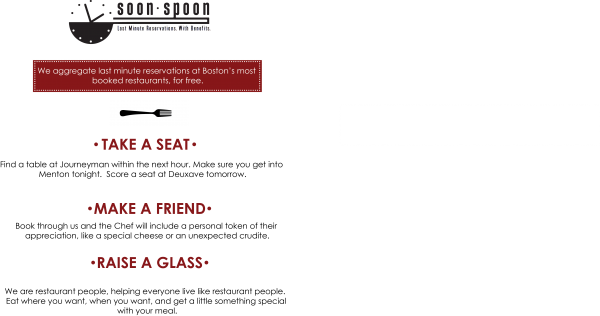 soon·spoon
Last Minute Reservations. With Benefits.
We aggregate last minute reservations at Boston's most
booked restaurants, for free.
•TAKE A SEAT•
Find a table at Journeyman within the next hour. Make sure you get into
Menton tonight. Score a seat at Deuxave tomorrow.
•MAKE A FRIEND•
Book through us and the Chef will include a personal token of their
appreciation, like a special cheese or an unexpected crudite.
•RAISE A GLASS•
We are restaurant people, helping everyone live like restaurant people.
Eat where you want, when you want, and get a little something special
with your meal.